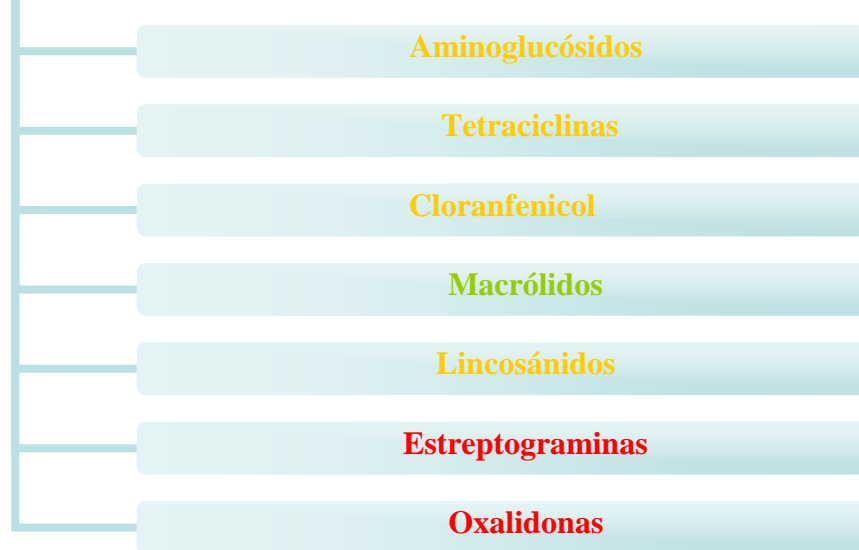 Aminoglucósidos
Tetraciclinas
Cloranfenicol
Macrólidos
Lincosánidos
Estreptograminas
Oxalidonas